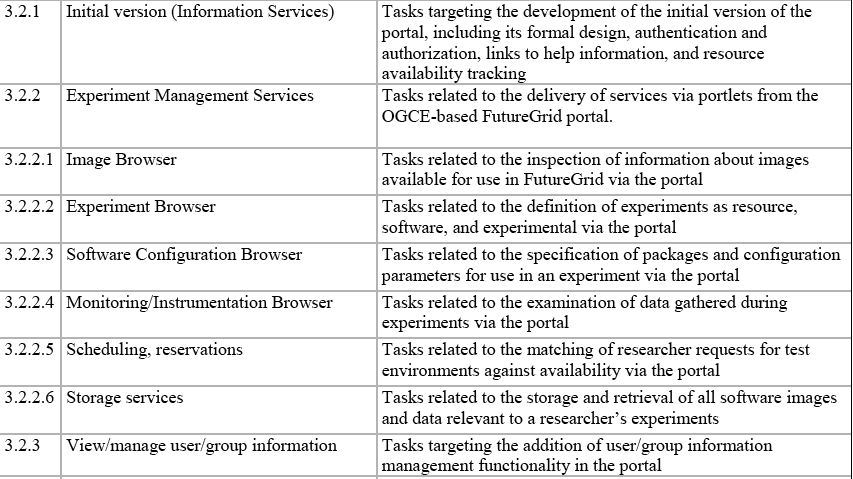 3.2.1 Initial version (Information Services) Tasks targeting the development of the initial version of the
portal, including its formal design, authentication and
authorization, links to help information, and resource
availability tracking
3.2.2 Experiment Management Services Tasks related to the delivery of services via portlets from the
OGCE-based FutureGrid portal.
3.2.2.1 Image Browser Tasks related to the inspection of information about images
available for use in FutureGrid via the portal
3.2.2.2 Experiment Browser Tasks related to the definition of experiments as resource,
software, and experimental via the portal
3.2.2.3 Software Configuration Browser Tasks related to the specification of packages and configuration
parameters for use in an experiment via the portal
3.2.2.4 Monitoring/Instrumentation Browser Tasks related to the examination of data gathered during
experiments via the portal
3.2.2.5 Scheduling, reservations Tasks related to the matching of researcher requests for test
environments against availability via the portal
3.2.2.6 Storage services Tasks related to the storage and retrieval of all software images
and data relevant to a researcher’s experiments
3.2.3 View/manage user/group information Tasks targeting the addition of user/group information
management functionality in the portal